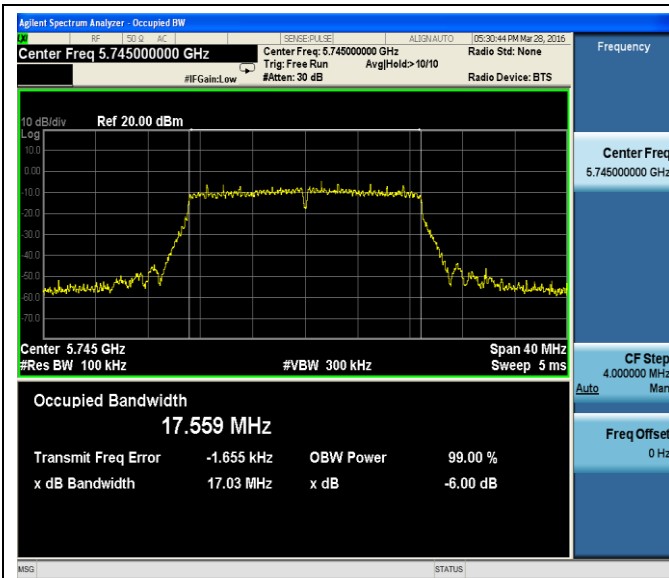 Agilent Spectrum Analyzer - Occupied BW
LXI RF 50 Ω AC SENSE:PULSE ALIGNAUTO 05:30:44 PM Mar 28, 2016
Center Freq 5.745000000 GHz
Center Freq: 5.745000000 GHz Radio Std: None
Trig: Free Run Avg|Hold:>10/10
#IFGain:Low #Atten: 30 dB Radio Device: BTS
Frequency
10 dB/div Ref 20.00 dBm
Log
10.0
0.00
-10.0
-20.0
-30.0
-40.0
-50.0
-60.0
-70.0
Center Freq
5.745000000 GHz
Center 5.745 GHz Span 40 MHz
#Res BW 100 kHz #VBW 300 kHz Sweep 5 ms
CF Step
4.000000 MHz
Auto Man
Occupied Bandwidth
17.559 MHz
Transmit Freq Error -1.655 kHz OBW Power 99.00 %
x dB Bandwidth 17.03 MHz x dB -6.00 dB
Freq Offset
0 Hz
MSG STATUS